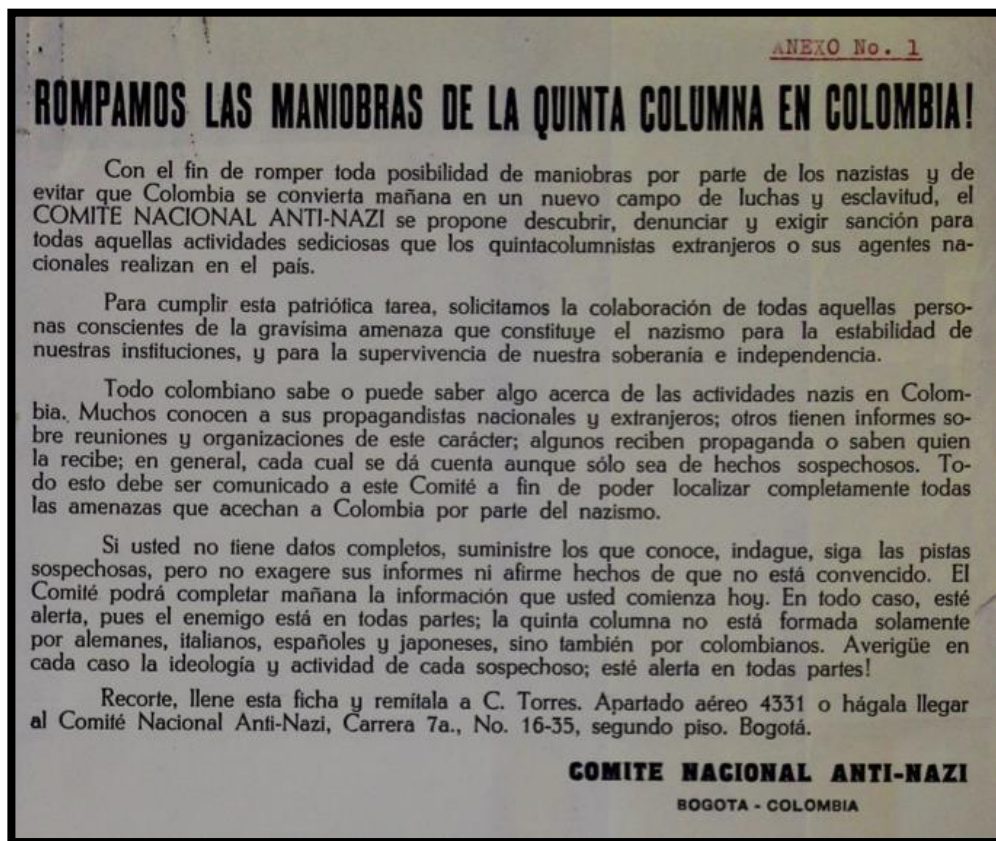 ANEXO No. 1
ROMPAMOS LAS MANIOBRAS DE LA QUINTA COLUMNA EN COLOMBIA!
Con el fin de romper toda posibilidad de maniobras por parte de los nazistas y de
evitar que Colombia se convierta mañana en un nuevo campo de luchas y esclavitud, el
COMITE NACIONAL ANTI-NAZI se propone descubrir, denunciar y exigir sanción para
todas aquellas actividades sediciosas que los quintacolumnistas extranjeros o sus agentes na-
cionales realizan en el país.
Para cumplir esta patriótica tarea, solicitamos la colaboración de todas aquellas perso-
nas conscientes de la gravísima amenaza que constituye el nazismo para la estabilidad de
nuestras instituciones, y para la supervivencia de nuestra soberanía e independencia.
Todo colombiano sabe o puede saber algo acerca de las actividades nazis en Colom-
bia. Muchos conocen a sus propagandistas nacionales y extranjeros; otros tienen informes so-
bre reuniones y organizaciones de este carácter; algunos reciben propaganda o saben quien
la recibe; en general, cada cual se dá cuenta aunque sólo sea de hechos sospechosos. To-
do esto debe ser comunicado a este Comité a fin de poder localizar completamente todas
las amenazas que acechan a Colombia por parte del nazismo.
Si usted no tiene datos completos, suministre los que conoce, indague, siga las pistas
sospechosas, pero no exagere sus informes ni afirme hechos de que no está convencido. El
Comité podrá completar mañana la información que usted comienza hoy. En todo caso, esté
alerta, pues el enemigo está en todas partes; la quinta columna no está formada solamente
por alemanes, italianos, españoles y japoneses, sino también por colombianos. Averigüe en
cada caso la ideología y actividad de cada sospechoso; esté alerta en todas partes!
Recorte, llene esta ficha y remítala a C. Torres. Apartado aéreo 4331 o hágala llegar
al Comité Nacional Anti-Nazi, Carrera 7a., No. 16-35, segundo piso. Bogotá.
COMITE NACIONAL ANTI-NAZI
BOGOTA - COLOMBIA